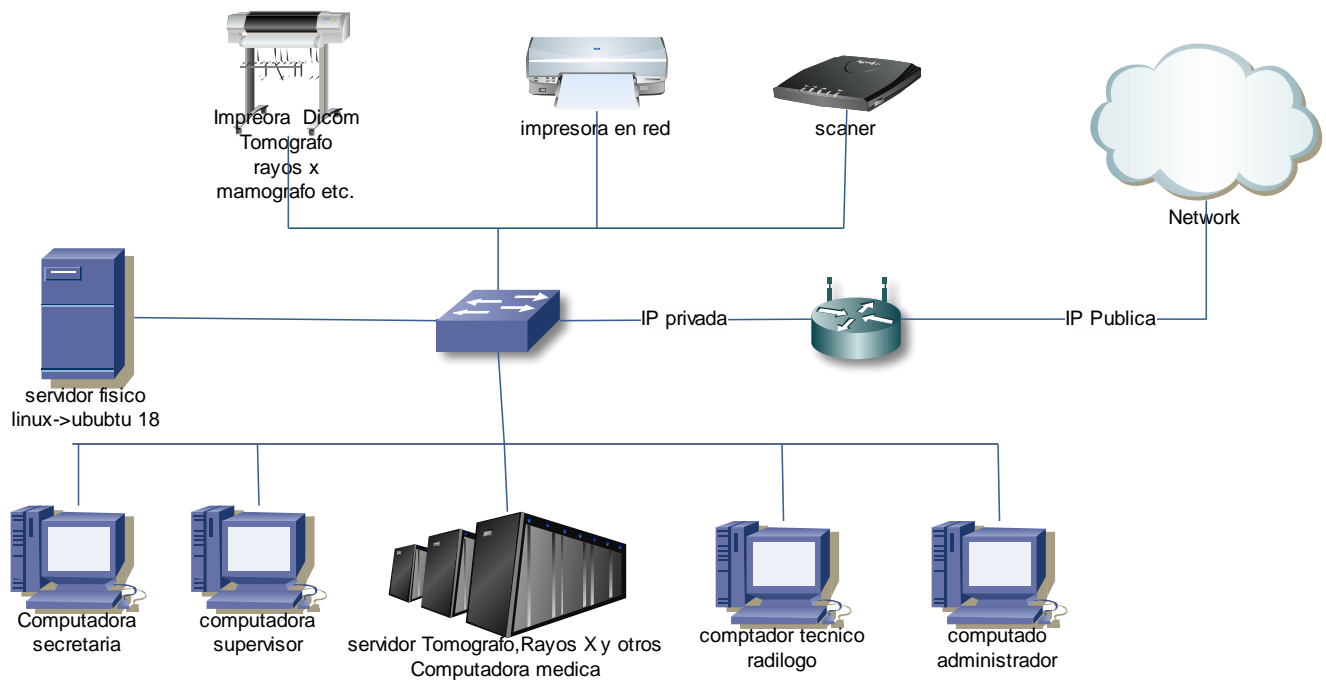 Impreora Dicom
Tomografo
rayos x
mamografo etc.
impresora en red
scaner
Network
IP privada
IP Publica
servidor fisico
linux->ububtu 18
Computadora
secretaria
computadora
supervisor
servidor Tomografo,Rayos X y otros
Computadora medica
comptador tecnico
radilogo
computado
administrador